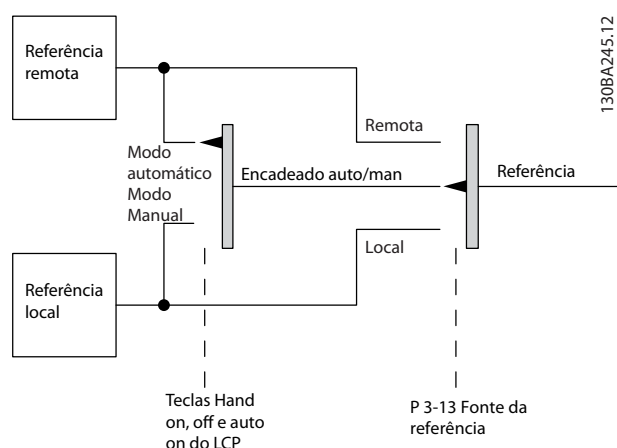 Referência
remota
130BA245.12
Remota
Modo
automático
Modo
Manual
Encadeado auto/man
Referência
Local
Referência
local
Teclas Hand
on, off e auto
on do LCP
P 3-13 Fonte da
referência